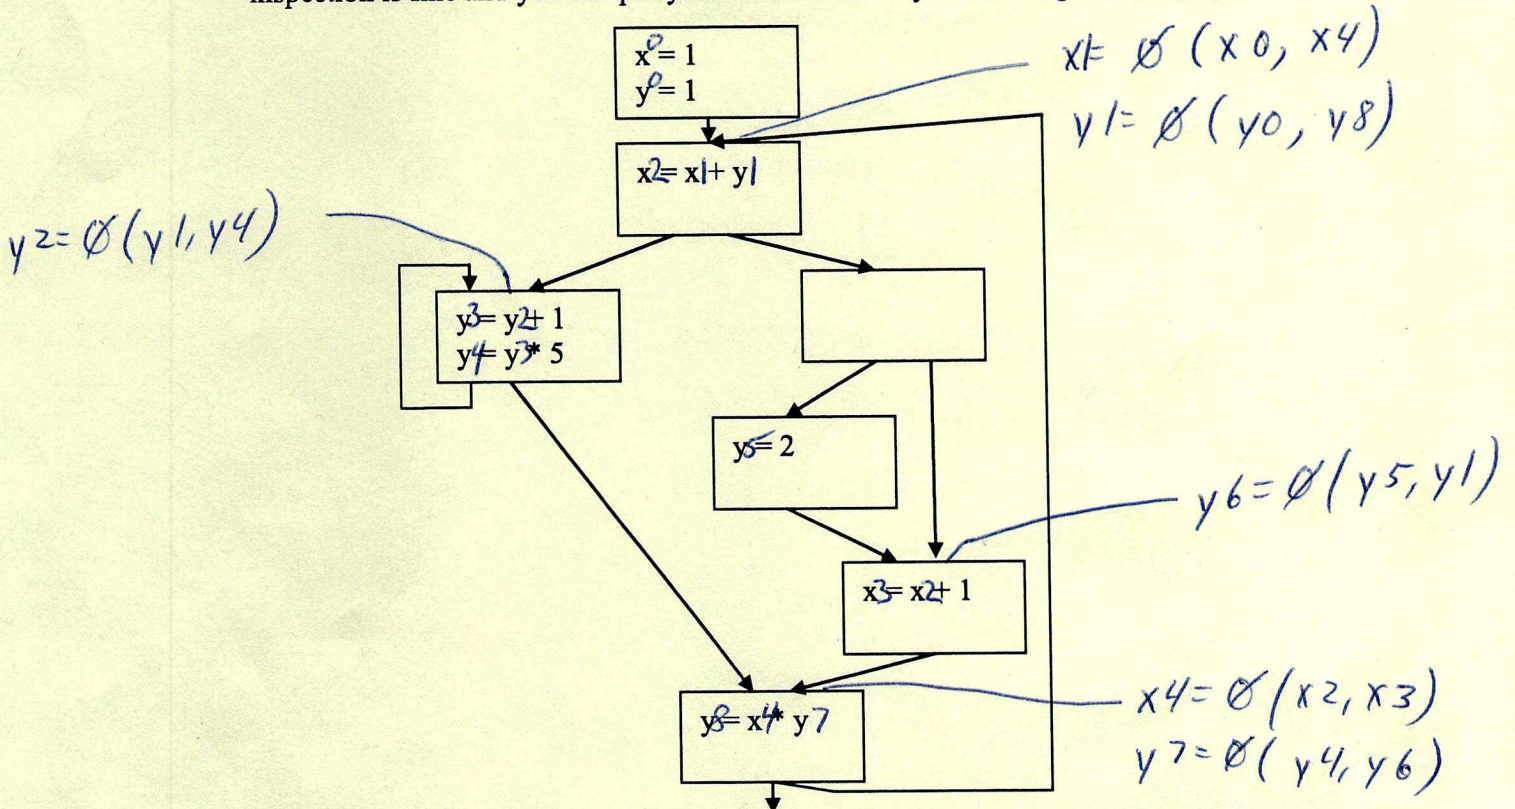 x0 = 1
y0 = 1
x1= ∅ (x0, x4)
y1= ∅ (y0, y8)
x2= x1+ y1
y2= ∅ (y1, y4)
y3= y2+ 1
y4= y3* 5
y5= 2
y6= ∅ (y5, y1)
x3= x2+ 1
x4= ∅ (x2, x3)
y8= x4* y7
y7= ∅ (y4, y6)